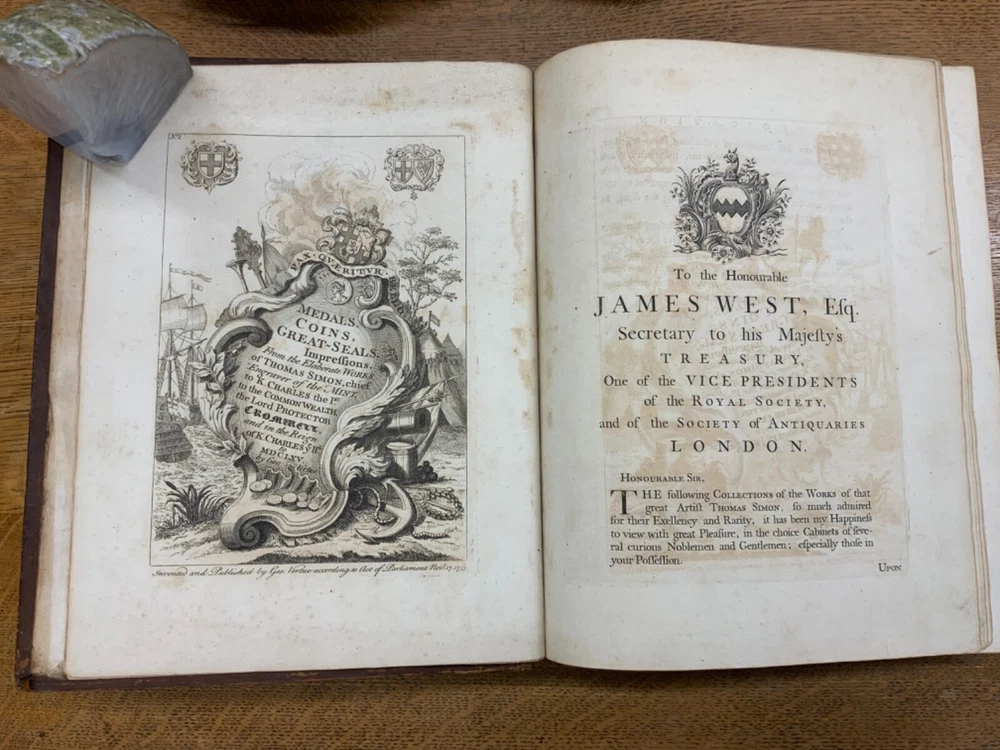 PAX·QVERITVR·
MEDALS,
COINS,
GREAT-SEALS,
Impreſsions,
From the Elaborate WORKS
of THOMAS SIMON, chief
Engraver of the MINT,
to K. CHARLES the Iſt
to the COMMONWEALTH
the Lord PROTECTOR
CROMWELL,
and in the Reign
of K. CHARLES yᵉ IIᵈ
MDCLXV
Invented and Published by Geo. Vertue according to Act of Parliament Novʳ 17.
To the Honourable
JAMES WEST, Eſq.
Secretary to his Majeſty's
TREASURY,
One of the VICE PRESIDENTS
of the ROYAL SOCIETY,
and of the SOCIETY of ANTIQUARIES
LONDON.
HONOURABLE SIR,
THE following COLLECTIONS of the WORKS of that
great Artiſt THOMAS SIMON, ſo much admired
for their Exellency and Rarity, it has been my Happineſs
to view with great Pleaſure, in the choice Cabinets of ſeve-
ral curious Noblemen and Gentlemen; eſpecially thoſe in
your Poſſeſſion.
UPON